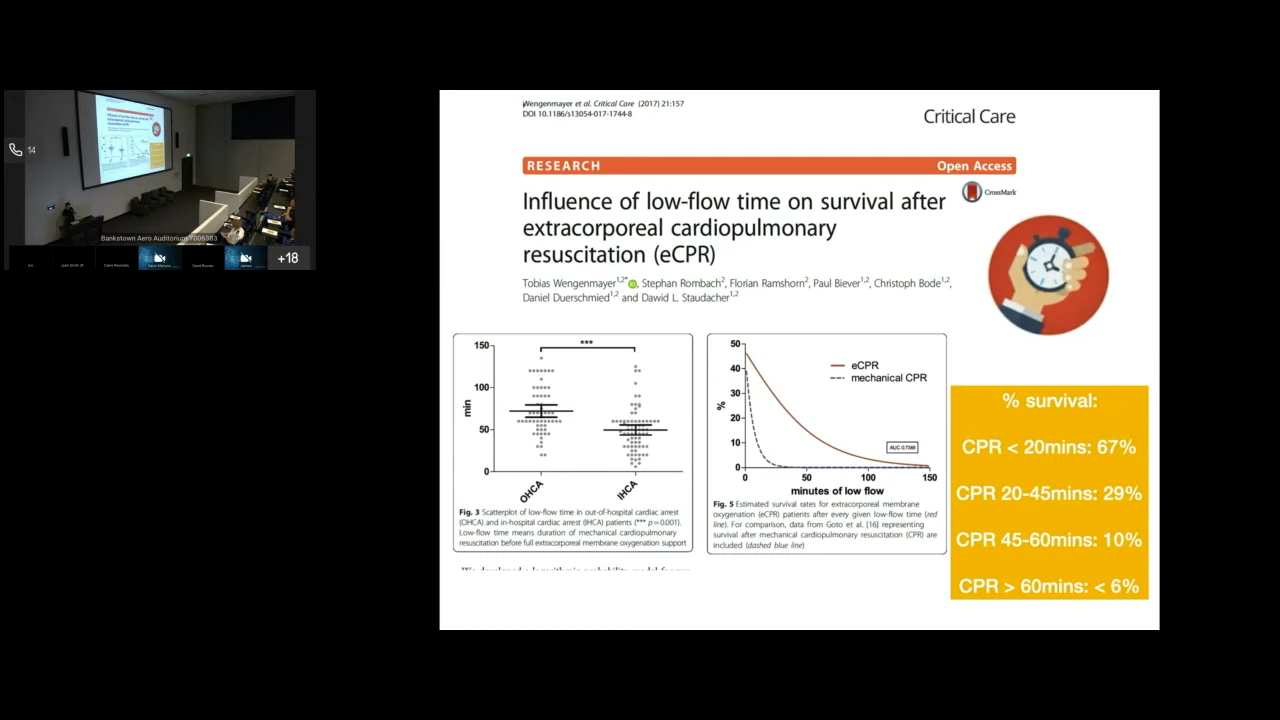 14
Bankstown Aero Auditorium 7006383
+18
Wengenmayer et al. Critical Care (2017) 21:157
DOI 10.1186/s13054-017-1744-8
Critical Care
RESEARCH
Open Access
CrossMark
Influence of low-flow time on survival after
extracorporeal cardiopulmonary
resuscitation (eCPR)
Tobias Wengenmayer1,2*, Stephan Rombach2, Florian Ramshorn2, Paul Biever1,2, Christoph Bode1,2,
Daniel Duerschmied1,2 and Dawid L. Staudacher1,2
150
100
50
0
min
***
OHCA
IHCA
Fig. 3 Scatterplot of low-flow time in out-of-hospital cardiac arrest
(OHCA) and in-hospital cardiac arrest (IHCA) patients (*** p = 0.001).
Low-flow time means duration of mechanical cardiopulmonary
resuscitation before full extracorporeal membrane oxygenation support
50
40
30
20
10
0
%
eCPR
mechanical CPR
AUC 0.7589
0
50
100
150
minutes of low flow
Fig. 5 Estimated survival rates for extracorporeal membrane
oxygenation (eCPR) patients after every given low-flow time (red
line). For comparison, data from Goto et al. [16] representing
survival after mechanical cardiopulmonary resuscitation (CPR) are
included (dashed blue line)
% survival:
CPR < 20mins: 67%
CPR 20-45mins: 29%
CPR 45-60mins: 10%
CPR > 60mins: < 6%